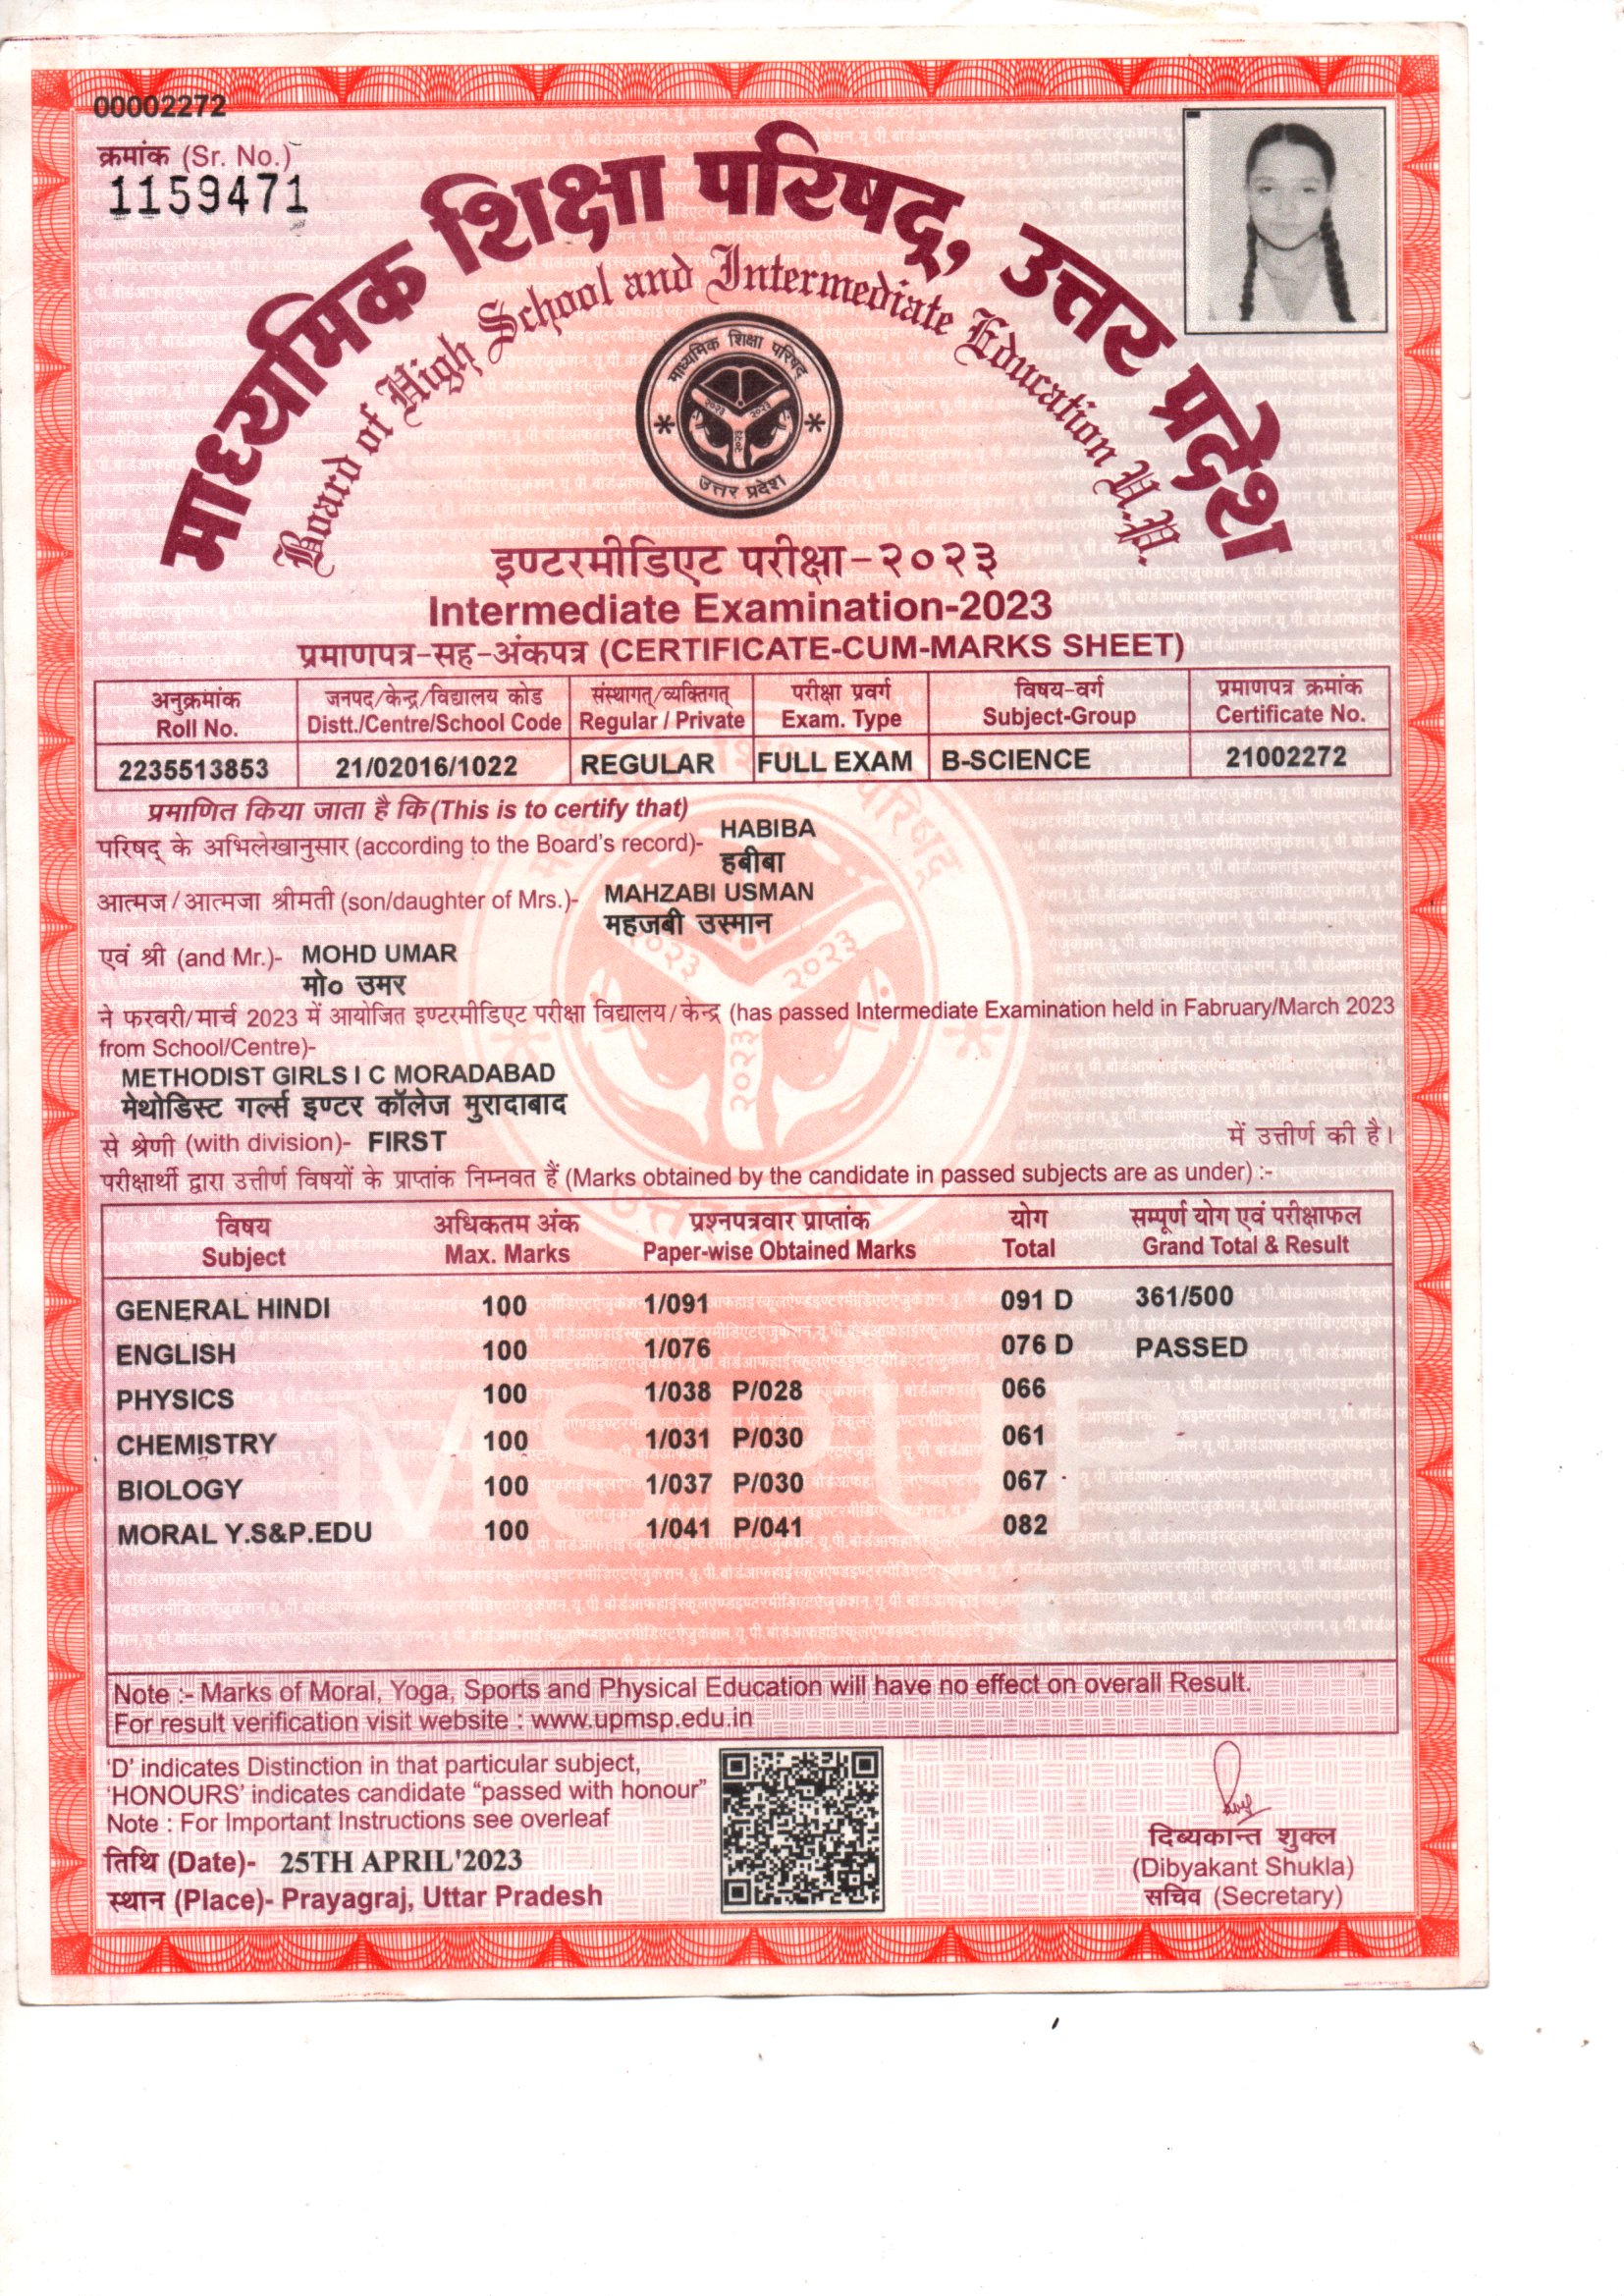 00002272
क्रमांक (Sr. No.)
1159471
माध्यमिक शिक्षा परिषद्, उत्तर प्रदेश
Board of High School and Intermediate Education U.P.
माध्यमिक शिक्षा परिषद्
२०२३ २०२३
२०२३
उत्तर प्रदेश
इण्टरमीडिएट परीक्षा-२०२३
Intermediate Examination-2023
प्रमाणपत्र-सह-अंकपत्र (CERTIFICATE-CUM-MARKS SHEET)
अनुक्रमांक जनपद/केन्द्र/विद्यालय कोड संस्थागत्/व्यक्तिगत् परीक्षा प्रवर्ग विषय-वर्ग प्रमाणपत्र क्रमांक
Roll No. Distt./Centre/School Code Regular / Private Exam. Type Subject-Group Certificate No.
2235513853 21/02016/1022 REGULAR FULL EXAM B-SCIENCE 21002272
प्रमाणित किया जाता है कि (This is to certify that)
HABIBA
परिषद् के अभिलेखानुसार (according to the Board's record)-
हबीबा
आत्मज/आत्मजा श्रीमती (son/daughter of Mrs.)- MAHZABI USMAN
महजबी उस्मान
एवं श्री (and Mr.)- MOHD UMAR
मो० उमर
ने फरवरी/मार्च 2023 में आयोजित इण्टरमीडिएट परीक्षा विद्यालय/केन्द्र (has passed Intermediate Examination held in Fabruary/March 2023
from School/Centre)-
METHODIST GIRLS I C MORADABAD
मेथोडिस्ट गर्ल्स इण्टर कॉलेज मुरादाबाद
से श्रेणी (with division)- FIRST में उत्तीर्ण की है।
परीक्षार्थी द्वारा उत्तीर्ण विषयों के प्राप्तांक निम्नवत हैं (Marks obtained by the candidate in passed subjects are as under) :-
विषय अधिकतम अंक प्रश्नपत्रवार प्राप्तांक योग सम्पूर्ण योग एवं परीक्षाफल
Subject Max. Marks Paper-wise Obtained Marks Total Grand Total & Result
GENERAL HINDI 100 1/091 091 D 361/500
ENGLISH 100 1/076 076 D PASSED
PHYSICS 100 1/038 P/028 066
CHEMISTRY 100 1/031 P/030 061
BIOLOGY 100 1/037 P/030 067
MORAL Y.S&P.EDU 100 1/041 P/041 082
MSPUP
Note :- Marks of Moral, Yoga, Sports and Physical Education will have no effect on overall Result.
For result verification visit website : www.upmsp.edu.in
'D' indicates Distinction in that particular subject,
'HONOURS' indicates candidate “passed with honour”
Note : For Important Instructions see overleaf
तिथि (Date)- 25TH APRIL'2023
स्थान (Place)- Prayagraj, Uttar Pradesh
दिब्यकान्त शुक्ल
(Dibyakant Shukla)
सचिव (Secretary)